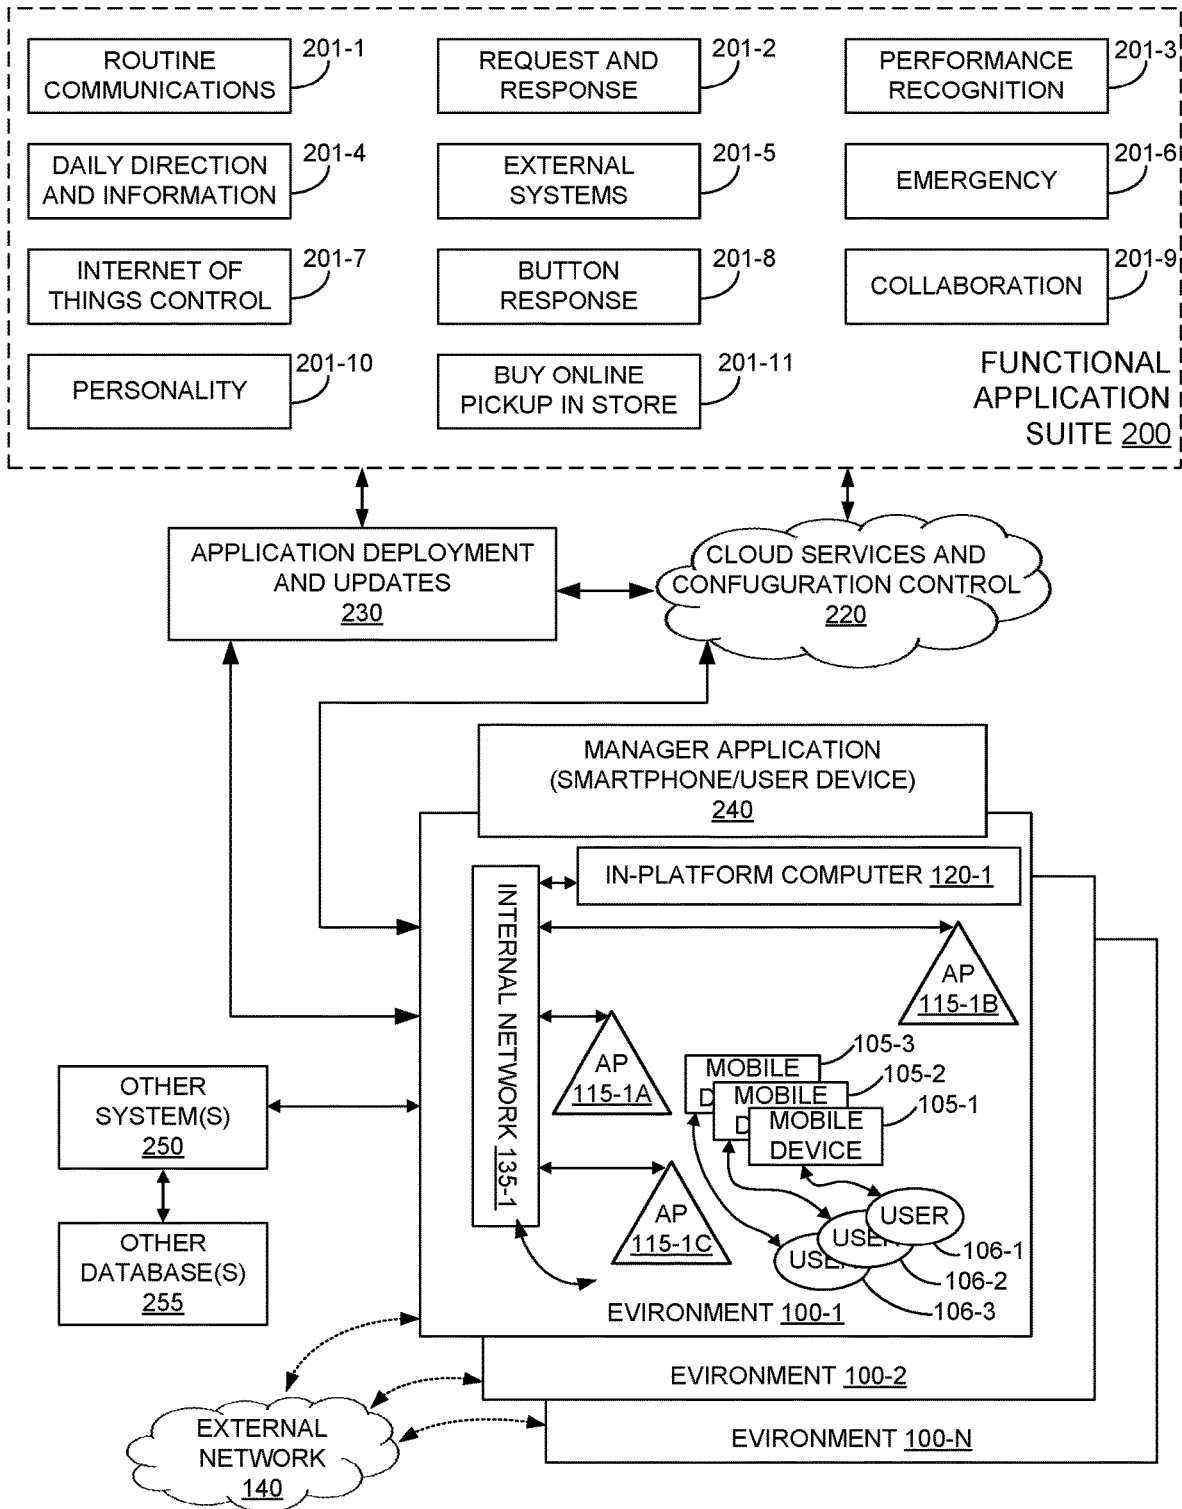 ROUTINE
COMMUNICATIONS
201-1
REQUEST AND
RESPONSE
201-2
PERFORMANCE
RECOGNITION
201-3
DAILY DIRECTION
AND INFORMATION
201-4
EXTERNAL
SYSTEMS
201-5
EMERGENCY
201-6
INTERNET OF
THINGS CONTROL
201-7
BUTTON
RESPONSE
201-8
COLLABORATION
201-9
PERSONALITY
201-10
BUY ONLINE
PICKUP IN STORE
201-11
FUNCTIONAL
APPLICATION
SUITE 200
APPLICATION DEPLOYMENT
AND UPDATES
230
CLOUD SERVICES AND
CONFUGURATION CONTROL
220
MANAGER APPLICATION
(SMARTPHONE/USER DEVICE)
240
IN-PLATFORM COMPUTER 120-1
INTERNAL NETWORK 135-1
AP
115-1B
AP
115-1A
AP
115-1C
MOBILE
D
105-3
MOBILE
D
105-2
MOBILE
DEVICE
105-1
USER
106-1
USER
106-2
USER
106-3
EVIRONMENT 100-1
OTHER
SYSTEM(S)
250
OTHER
DATABASE(S)
255
EVIRONMENT 100-2
EVIRONMENT 100-N
EXTERNAL
NETWORK
140